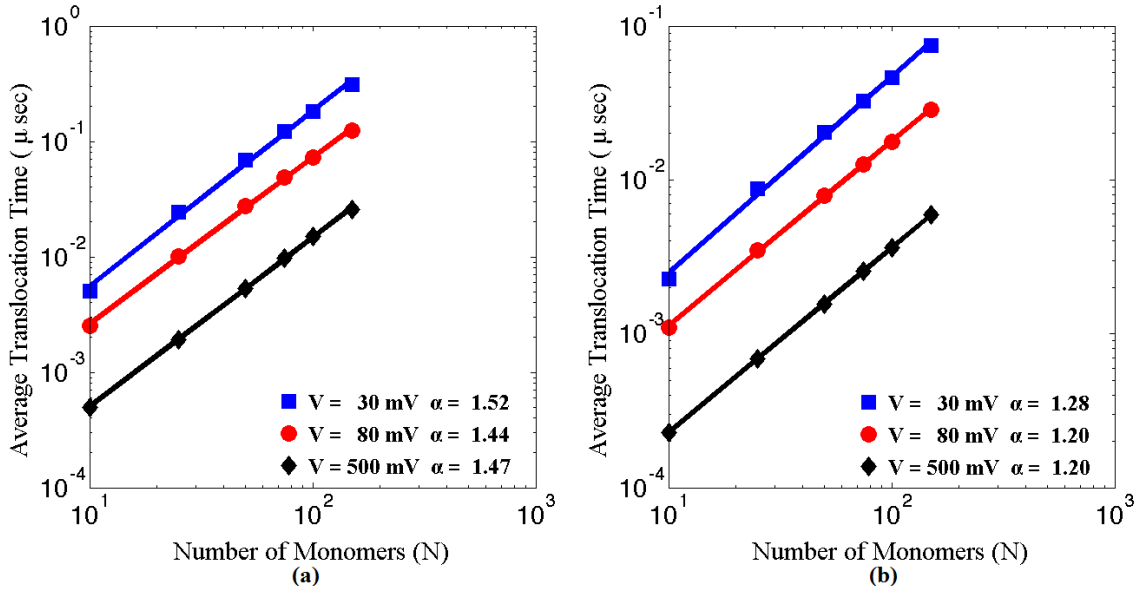 10^0
10^-1
10^-2
10^-3
10^-4
Average Translocation Time ( μ sec)
V = 30 mV α = 1.52
V = 80 mV α = 1.44
V = 500 mV α = 1.47
10^1 10^2 10^3
Number of Monomers (N)
(a)
10^-1
10^-2
10^-3
10^-4
Average Translocation Time ( μ sec)
V = 30 mV α = 1.28
V = 80 mV α = 1.20
V = 500 mV α = 1.20
10^1 10^2 10^3
Number of Monomers (N)
(b)